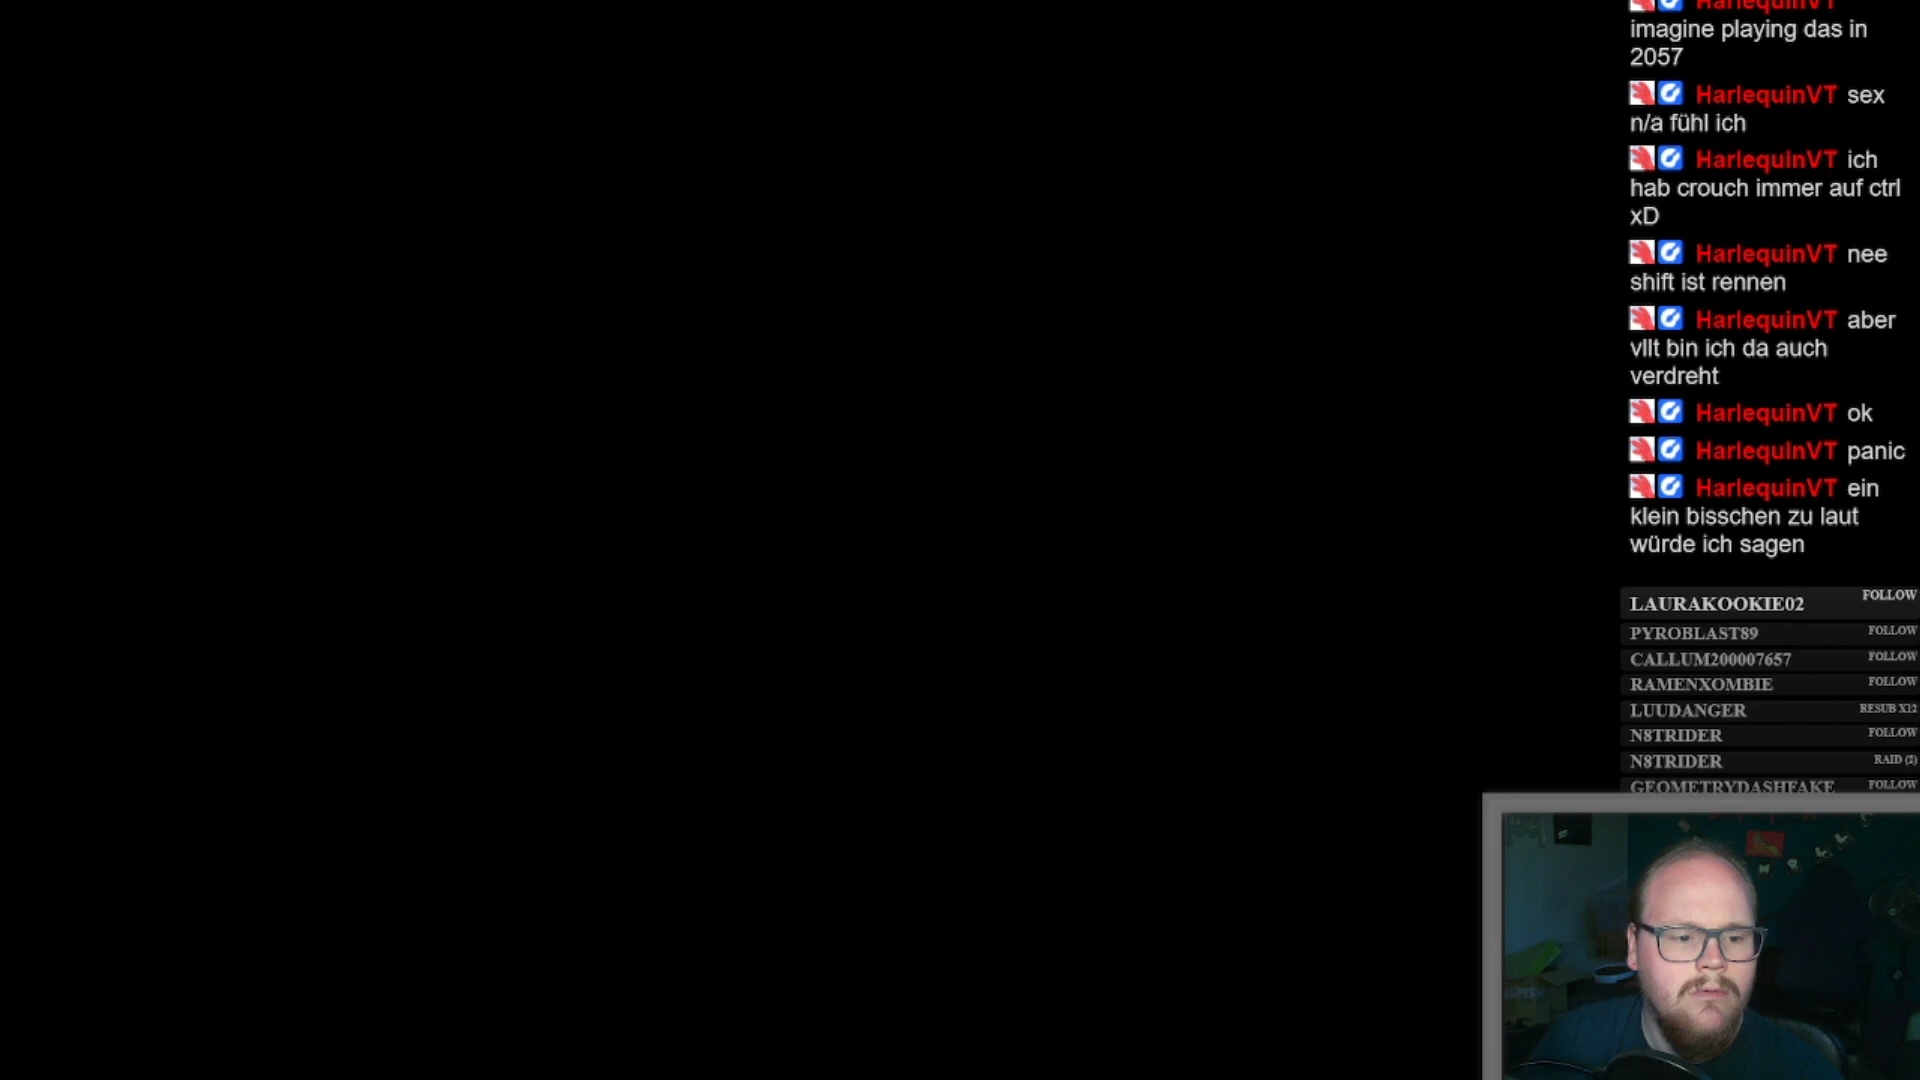 HarlequinVT
imagine playing das in
2057
HarlequinVT sex
n/a fühl ich
HarlequinVT ich
hab crouch immer auf ctrl
xD
HarlequinVT nee
shift ist rennen
HarlequinVT aber
vllt bin ich da auch
verdreht
HarlequinVT ok
HarlequinVT panic
HarlequinVT ein
klein bisschen zu laut
würde ich sagen
LAURAKOOKIE02 FOLLOW
PYROBLAST89 FOLLOW
CALLUM200007657 FOLLOW
RAMENXOMBIE FOLLOW
LUUDANGER RESUB X12
N8TRIDER FOLLOW
N8TRIDER RAID (2)
GEOMETRYDASHFAKE FOLLOW